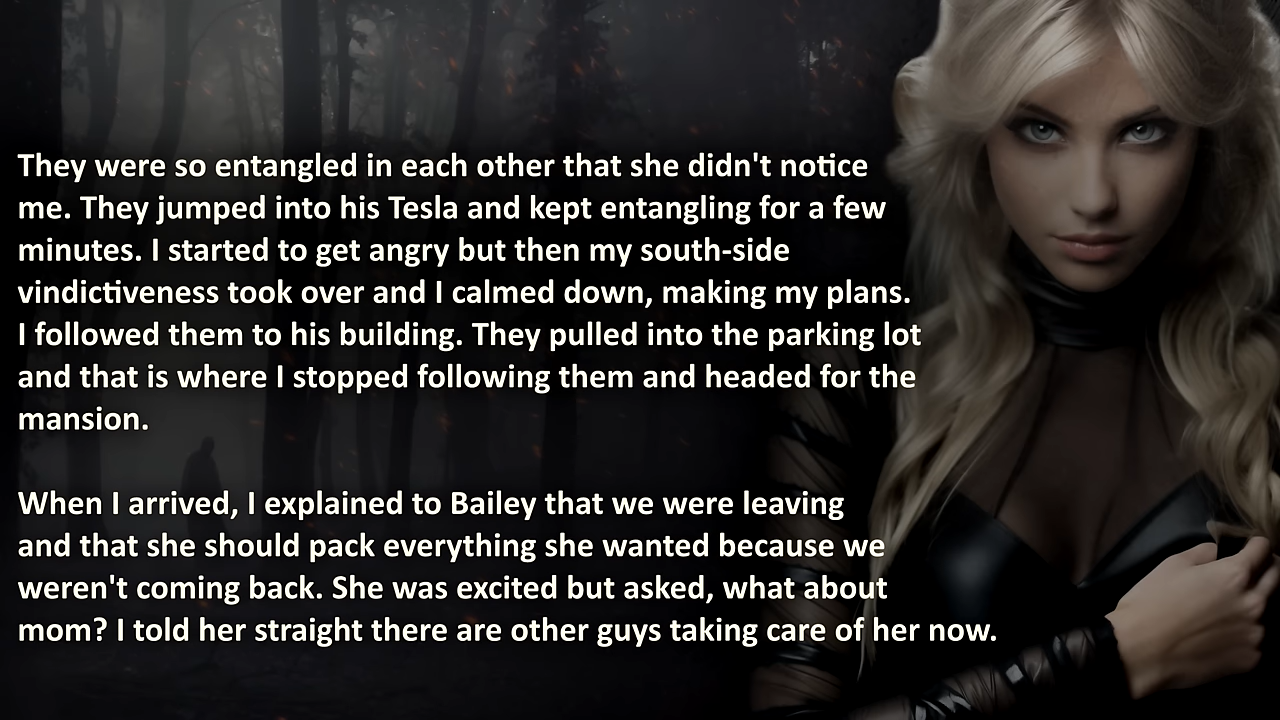 They were so entangled in each other that she didn't notice
me. They jumped into his Tesla and kept entangling for a few
minutes. I started to get angry but then my south-side
vindictiveness took over and I calmed down, making my plans.
I followed them to his building. They pulled into the parking lot
and that is where I stopped following them and headed for the
mansion.
When I arrived, I explained to Bailey that we were leaving
and that she should pack everything she wanted because we
weren't coming back. She was excited but asked, what about
mom? I told her straight there are other guys taking care of her now.